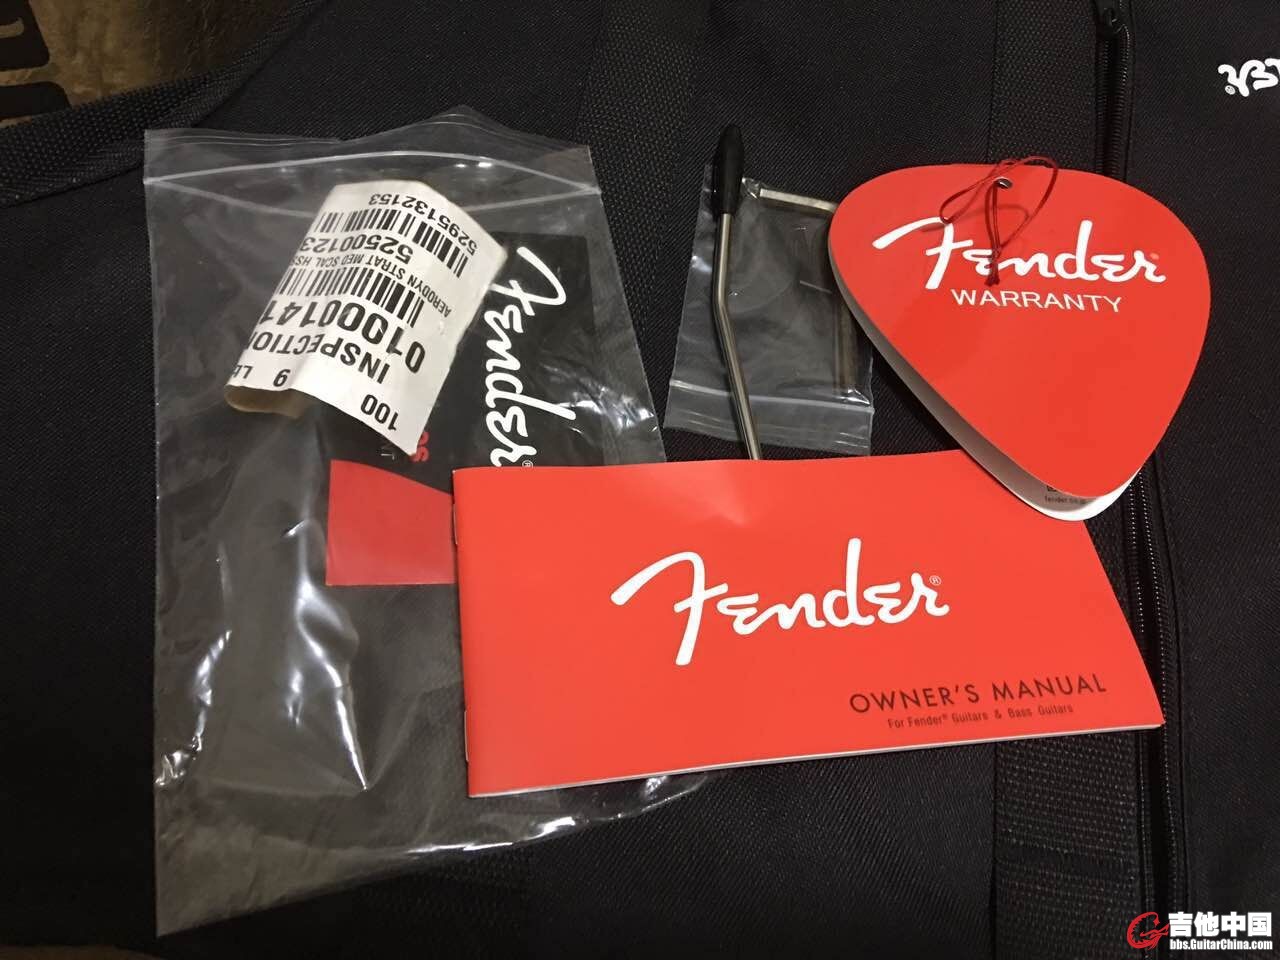 5295132153
52500123
AERODYN STRAT MED SCAL HSS
0100014
INSPECTION
9
100
Fender®
Fender®
WARRANTY
Fender®
OWNER'S MANUAL
For Fender® Guitars & Bass Guitars
吉他中国
bbs.GuitarChina.com